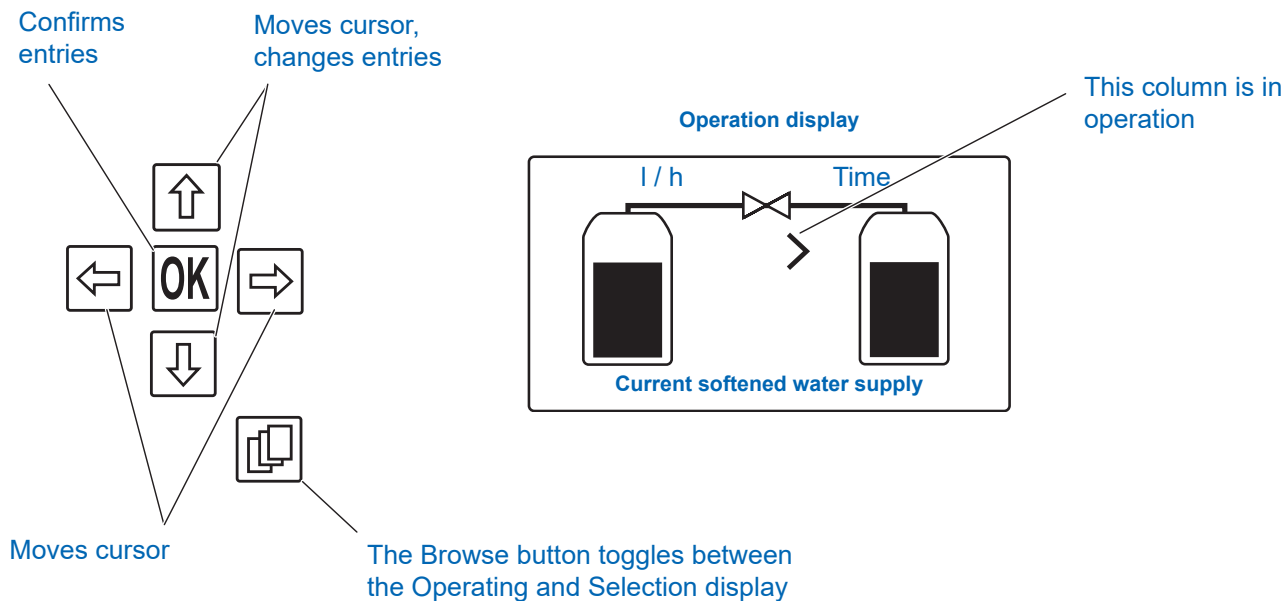 Confirms
entries
Moves cursor,
changes entries
This column is in
operation
Operation display
l / h
Time
OK
Current softened water supply
Moves cursor
The Browse button toggles between
the Operating and Selection display